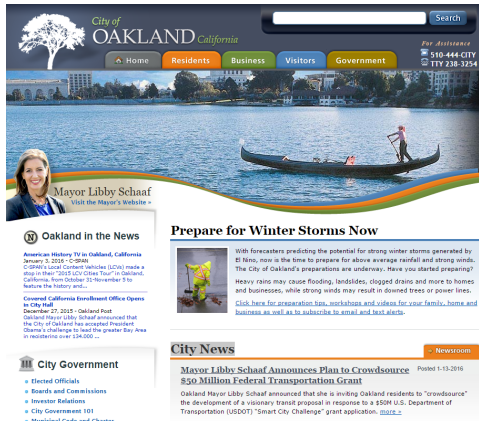 City of
OAKLAND California
Search
Home
Residents
Business
Visitors
Government
For Assistance
510-444-CITY
TTY 238-3254
Mayor Libby Schaaf
Visit the Mayor's Website »
N Oakland in the News
American History TV in Oakland, California
January 3, 2016 - C-SPAN
C-SPAN's Local Content Vehicles (LCVs) made a
stop in their "2015 LCV Cities Tour" in Oakland,
California, from October 31-November 5 to
feature the history and...
Covered California Enrollment Office Opens
in City Hall
December 27, 2015 - Oakland Post
Oakland Mayor Libby Schaaf announced that
the City of Oakland has accepted President
Obama's challenge to lead the greater Bay Area
in registering over 134,000 ...
City Government
Elected Officials
Boards and Commissions
Investor Relations
City Government 101
Municipal Code and Charter
Prepare for Winter Storms Now
With forecasters predicting the potential for strong winter storms generated by
El Nino, now is the time to prepare for above average rainfall and strong winds.
The City of Oakland's preparations are underway. Have you started preparing?
Heavy rains may cause flooding, landslides, clogged drains and more to homes
and businesses, while strong winds may result in downed trees or power lines.
Click here for preparation tips, workshops and videos for your family, home and
business as well as to subscribe to email and text alerts.
City News
Newsroom
Mayor Libby Schaaf Announces Plan to Crowdsource
$50 Million Federal Transportation Grant
Posted 1-13-2016
Oakland Mayor Libby Schaaf announced that she is inviting Oakland residents to "crowdsource"
the development of a visionary transit proposal in response to a $50M U.S. Department of
Transportation (USDOT) "Smart City Challenge" grant application. more »